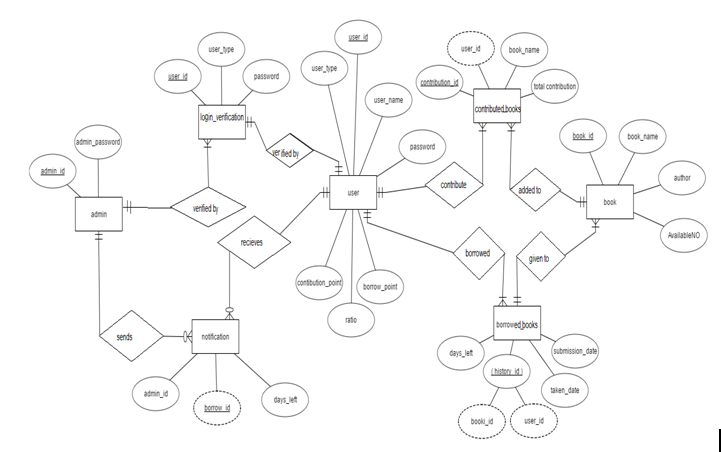 user_id
user_type
user_id
password
login_verification
admin_password
admin_id
admin
verified by
verified by
user_type
user_id
user_name
password
user
contibution_point
ratio
borrow_point
recieves
sends
notification
admin_id
borrow_id
days_left
contribute
borrowed
user_id
book_name
contribution_id
total contribution
contributed_books
added to
book_id
book_name
author
AvailableNO
book
given to
borrowed_books
days_left
( history_id )
submission_date
taken_date
booki_id
user_id